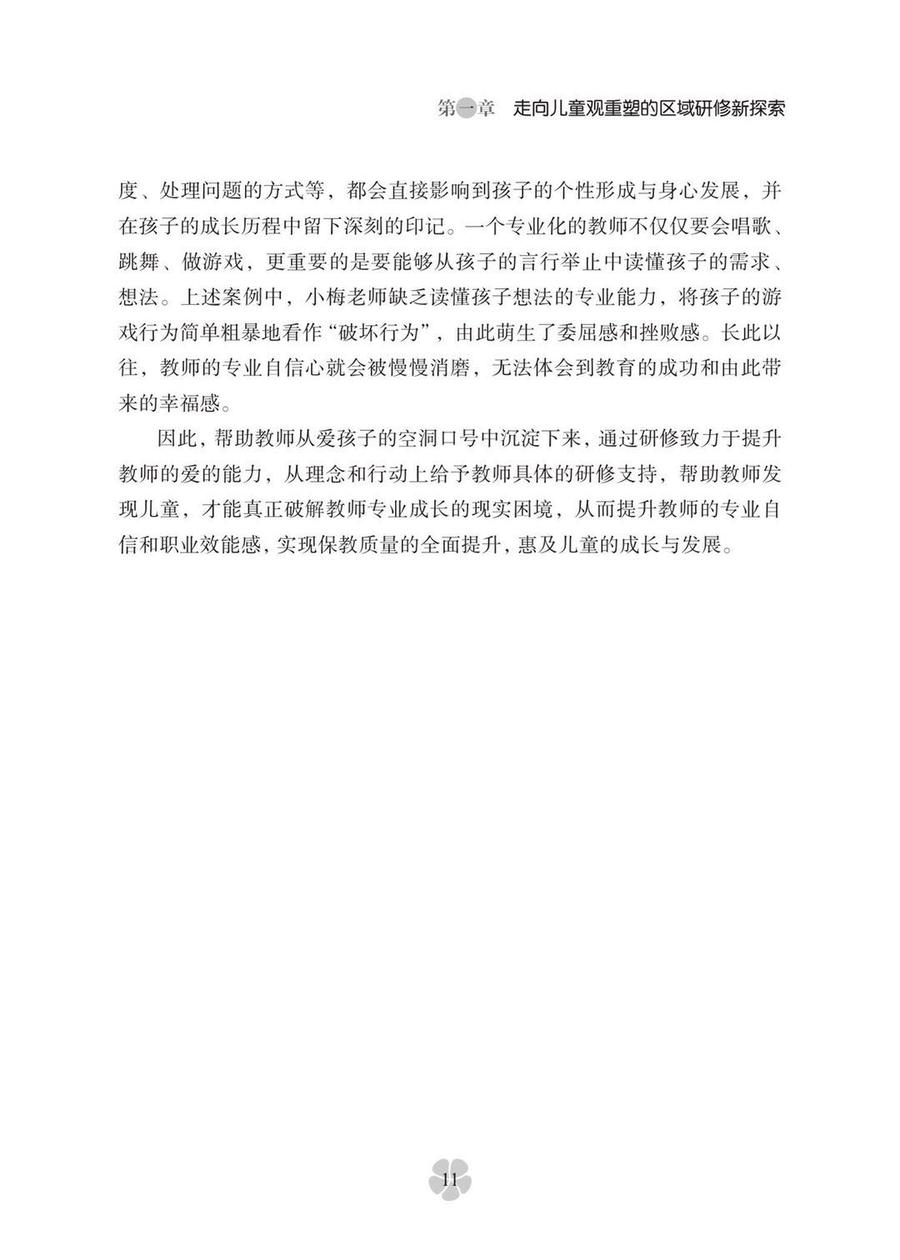 第一章 走向儿童观重塑的区域研修新探索
度、处理问题的方式等，都会直接影响到孩子的个性形成与身心发展，并
在孩子的成长历程中留下深刻的印记。一个专业化的教师不仅仅要会唱歌、
跳舞、做游戏，更重要的是要能够从孩子的言行举止中读懂孩子的需求、
想法。上述案例中，小梅老师缺乏读懂孩子想法的专业能力，将孩子的游
戏行为简单粗暴地看作“破坏行为”，由此萌生了委屈感和挫败感。长此以
往，教师的专业自信心就会被慢慢消磨，无法体会到教育的成功和由此带
来的幸福感。
因此，帮助教师从爱孩子的空洞口号中沉淀下来，通过研修致力于提升
教师的爱的能力，从理念和行动上给予教师具体的研修支持，帮助教师发
现儿童，才能真正破解教师专业成长的现实困境，从而提升教师的专业自
信和职业效能感，实现保教质量的全面提升，惠及儿童的成长与发展。
11